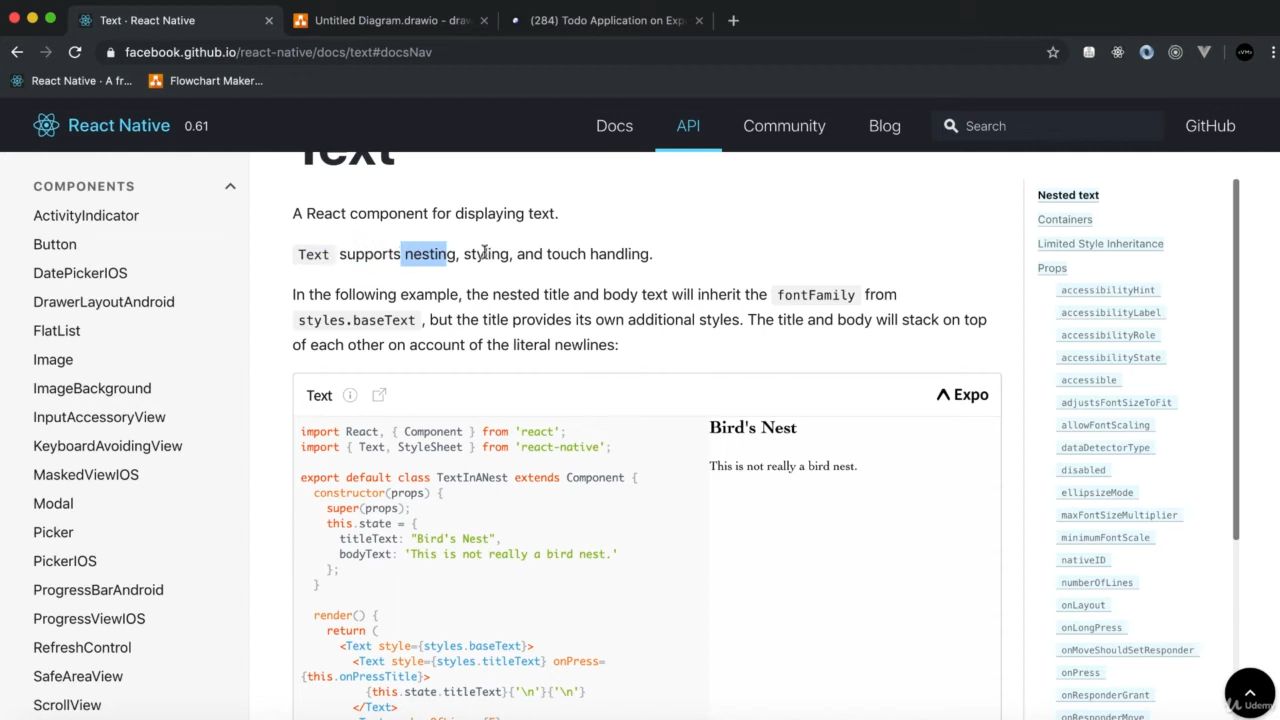 Text · React Native
Untitled Diagram.drawio - draw
(284) Todo Application on Exp
facebook.github.io/react-native/docs/text#docsNav
React Native · A fr...
Flowchart Maker...
React Native 0.61
Docs
API
Community
Blog
Search
GitHub
COMPONENTS
ActivityIndicator
Button
DatePickerIOS
DrawerLayoutAndroid
FlatList
Image
ImageBackground
InputAccessoryView
KeyboardAvoidingView
MaskedViewIOS
Modal
Picker
PickerIOS
ProgressBarAndroid
ProgressViewIOS
RefreshControl
SafeAreaView
ScrollView
Text
A React component for displaying text.
Text supports nesting, styling, and touch handling.
In the following example, the nested title and body text will inherit the fontFamily from
styles.baseText , but the title provides its own additional styles. The title and body will stack on top
of each other on account of the literal newlines:
Text
Expo
import React, { Component } from 'react';
import { Text, StyleSheet } from 'react-native';
export default class TextInANest extends Component {
constructor(props) {
super(props);
this.state = {
titleText: "Bird's Nest",
bodyText: 'This is not really a bird nest.'
};
}
render() {
return (
<Text style={styles.baseText}>
<Text style={styles.titleText} onPress=
{this.onPressTitle}>
{this.state.titleText}{'\n'}{'\n'}
</Text>
Bird's Nest
This is not really a bird nest.
Nested text
Containers
Limited Style Inheritance
Props
accessibilityHint
accessibilityLabel
accessibilityRole
accessibilityState
accessible
adjustsFontSizeToFit
allowFontScaling
dataDetectorType
disabled
ellipsizeMode
maxFontSizeMultiplier
minimumFontScale
nativeID
numberOfLines
onLayout
onLongPress
onMoveShouldSetResponder
onPress
onResponderGrant
onResponderMove
Udemy